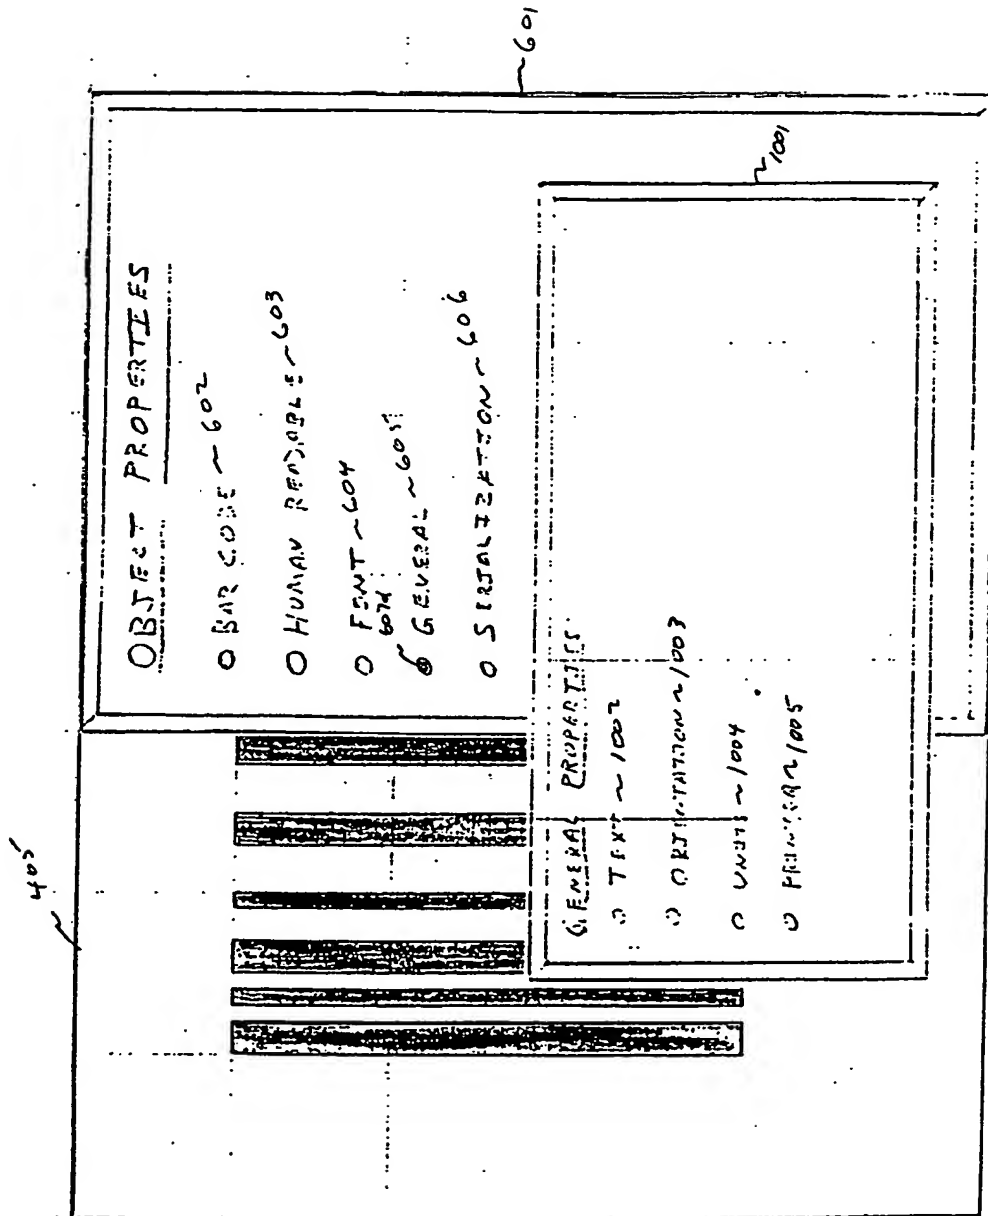 405
601
OBJECT PROPERTIES
O BAR CODE ~ 602
O HUMAN READABLE ~ 603
O FONT ~ 604
607A
GENERAL ~ 605
O SERIALIZATION ~ 606
1001
GENERAL PROPERTIES
O TEXT ~ 1002
O ORIENTATION ~ 1003
O UNITS ~ 1004
O PRINTER ~ 1005